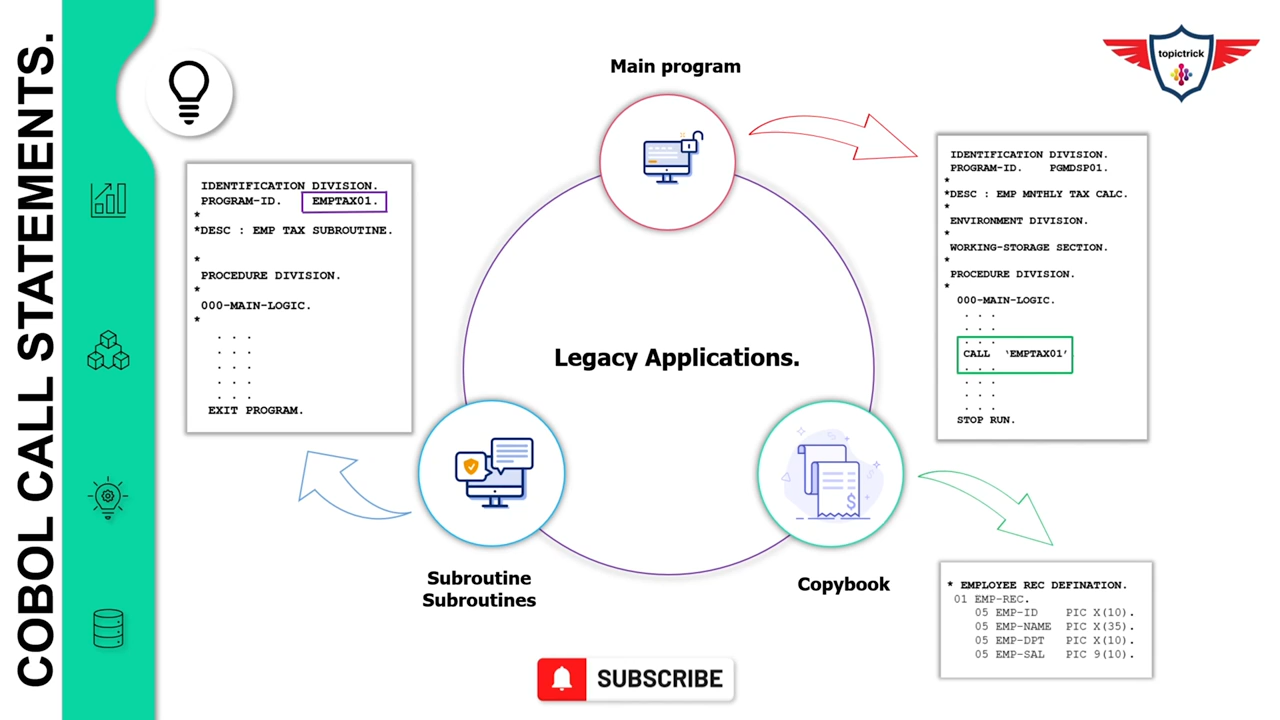 COBOL CALL STATEMENTS.
Main program
topictrick
IDENTIFICATION DIVISION.
PROGRAM-ID. EMPTAX01.
*
*DESC : EMP TAX SUBROUTINE.
*
PROCEDURE DIVISION.
*
000-MAIN-LOGIC.
*
. . .
. . .
. . .
. . .
. . .
EXIT PROGRAM.
IDENTIFICATION DIVISION.
PROGRAM-ID. PGMDSP01.
*
*DESC : EMP MNTHLY TAX CALC.
*
ENVIRONMENT DIVISION.
*
WORKING-STORAGE SECTION.
*
PROCEDURE DIVISION.
*
000-MAIN-LOGIC.
. . .
. . .
. . .
CALL ‘EMPTAX01’
. . .
. . .
. . .
. . .
STOP RUN.
Legacy Applications.
Subroutine
Subroutines
Copybook
$
* EMPLOYEE REC DEFINATION.
01 EMP-REC.
05 EMP-ID PIC X(10).
05 EMP-NAME PIC X(35).
05 EMP-DPT PIC X(10).
05 EMP-SAL PIC 9(10).
SUBSCRIBE